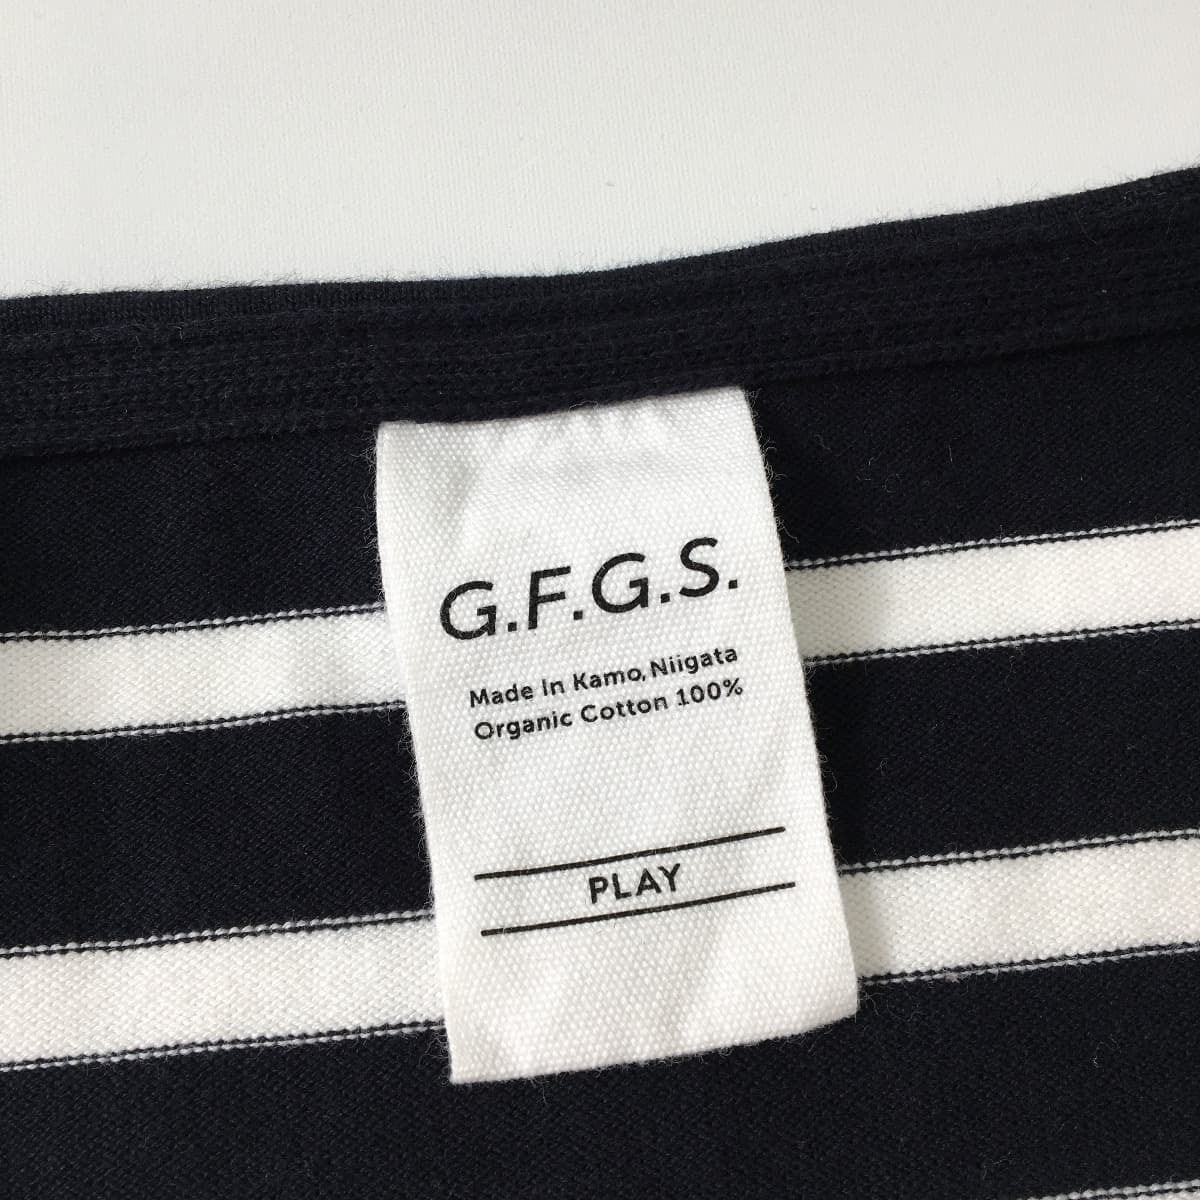 G.F.G.S.
Made In Kamo, Niigata
Organic Cotton 100%
PLAY